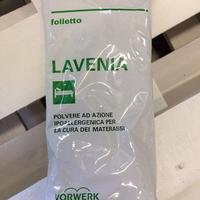 folletto
LAVENIA
POLVERE AD AZIONE
IPOALLERGENICA PER
LA CURA DEI MATERASSI
VORWERK